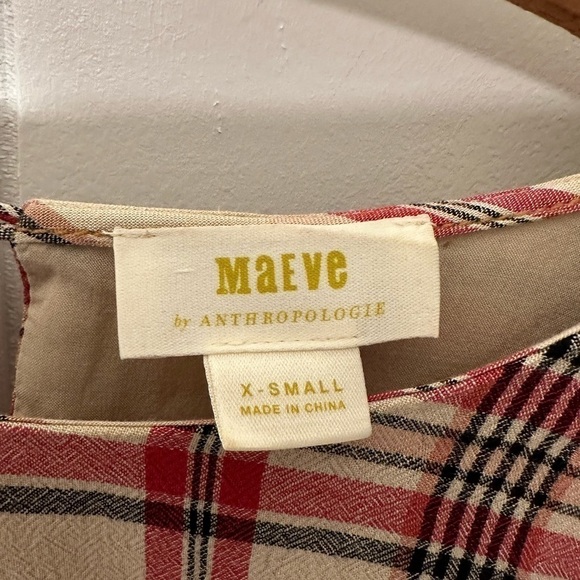 MaEVe
by ANTHROPOLOGIE
X-SMALL
MADE IN CHINA